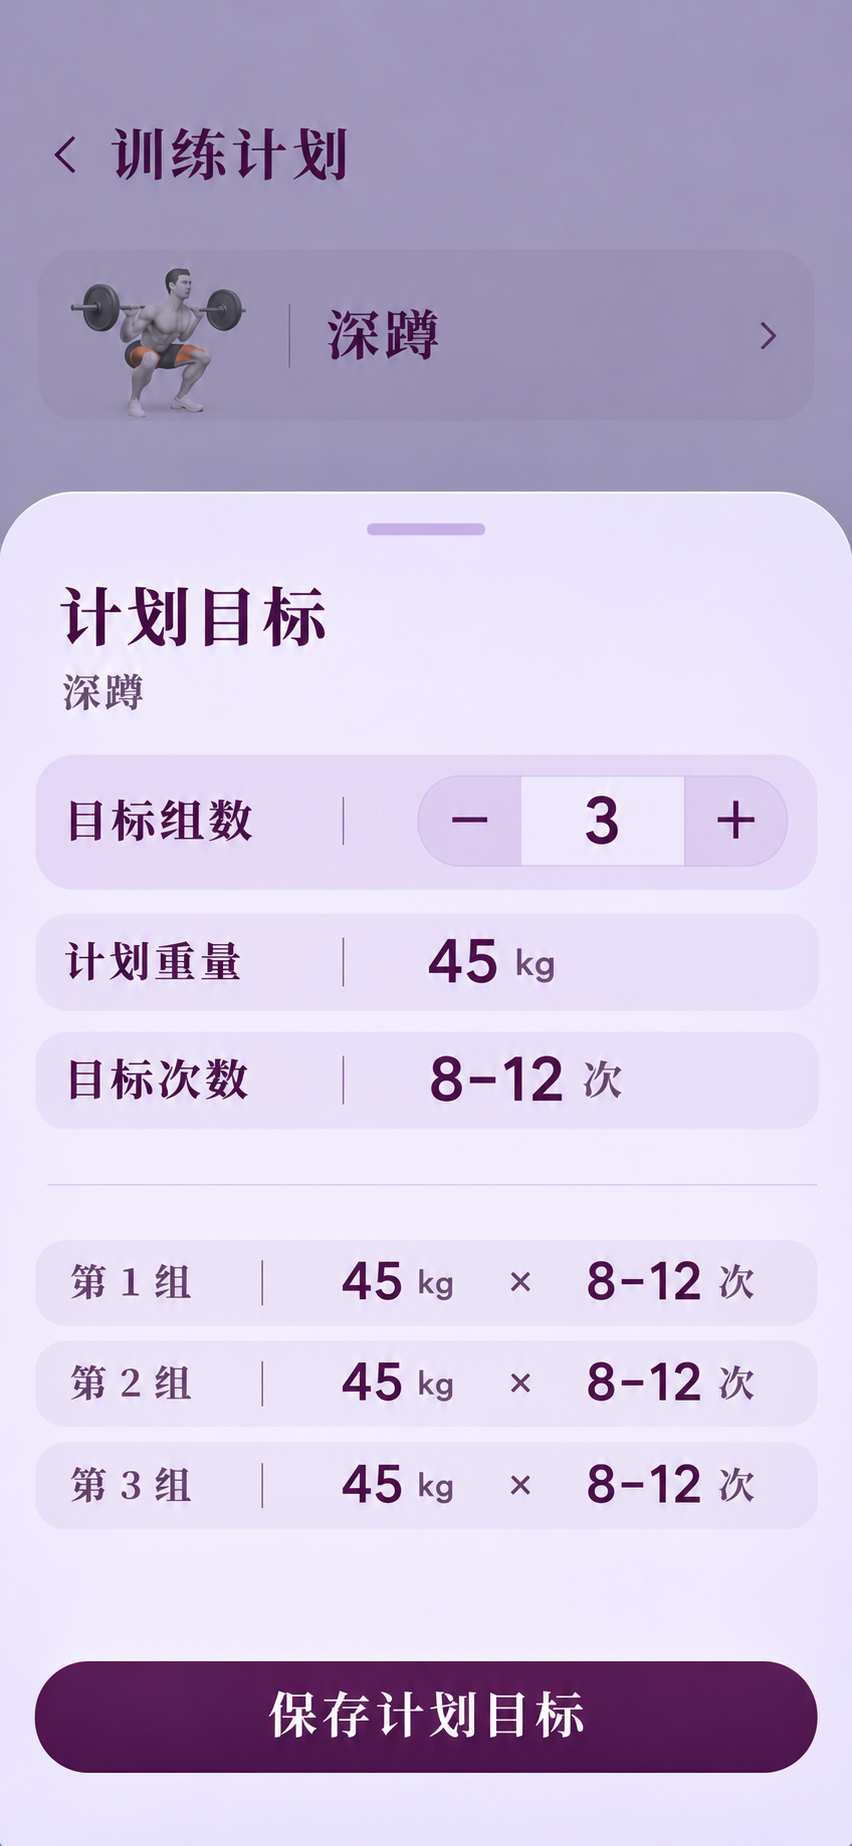 训练计划
深蹲
计划目标
深蹲
目标组数 − 3 +
计划重量 45 kg
目标次数 8–12 次
第 1 组 45 kg × 8–12 次
第 2 组 45 kg × 8–12 次
第 3 组 45 kg × 8–12 次
保存计划目标